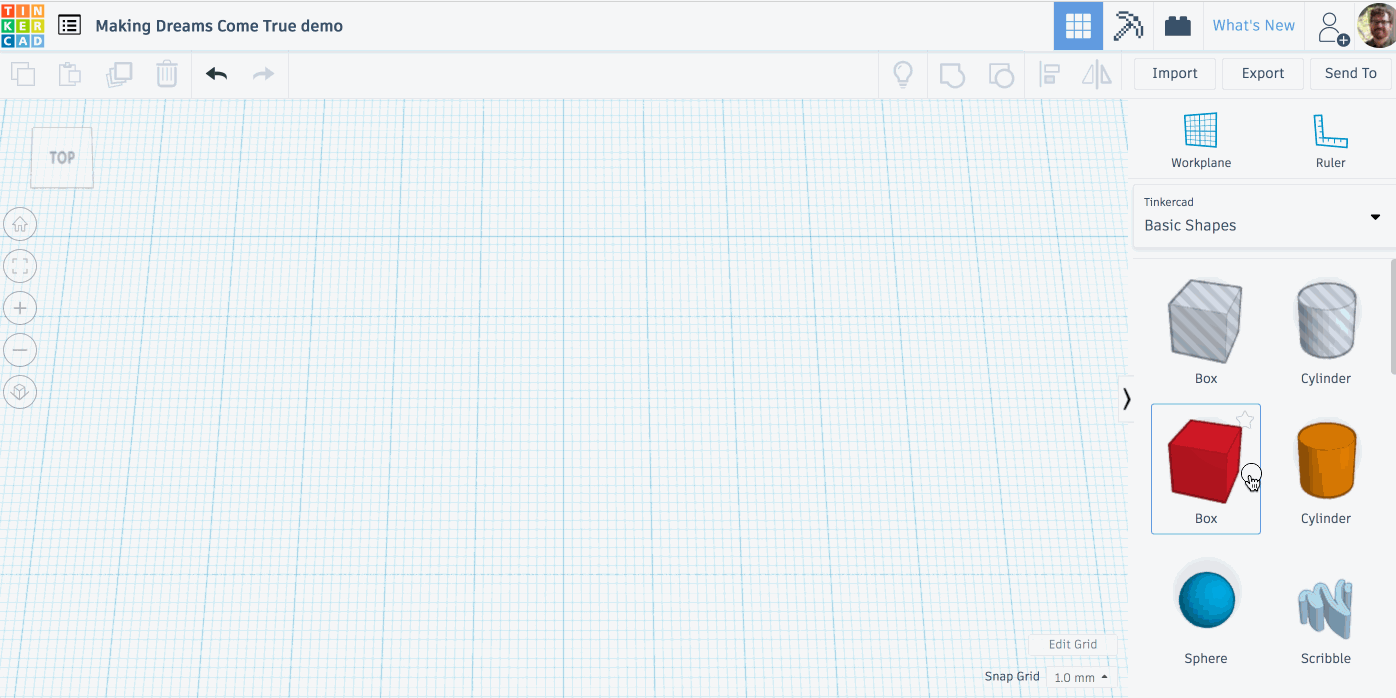 TIN
KER
CAD
Making Dreams Come True demo
What's New
Import
Export
Send To
TOP
Workplane
Ruler
Tinkercad
Basic Shapes
Box
Cylinder
Box
Cylinder
Sphere
Scribble
Edit Grid
Snap Grid 1.0 mm